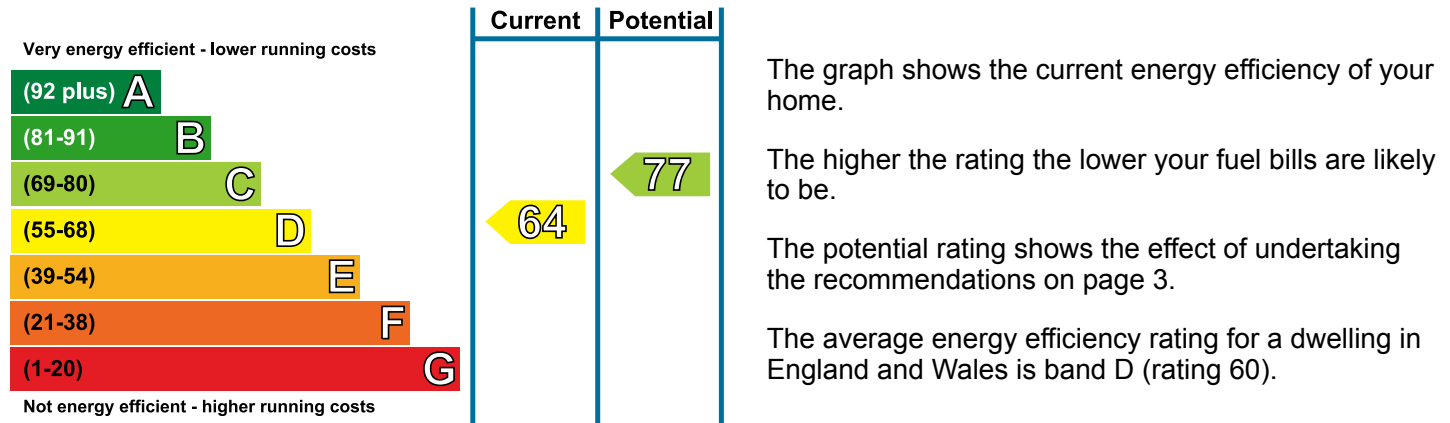 Current Potential
Very energy efficient - lower running costs
(92 plus) A
(81-91) B
(69-80) C
77
(55-68) D
64
(39-54) E
(21-38) F
(1-20) G
Not energy efficient - higher running costs
The graph shows the current energy efficiency of your
home.
The higher the rating the lower your fuel bills are likely
to be.
The potential rating shows the effect of undertaking
the recommendations on page 3.
The average energy efficiency rating for a dwelling in
England and Wales is band D (rating 60).